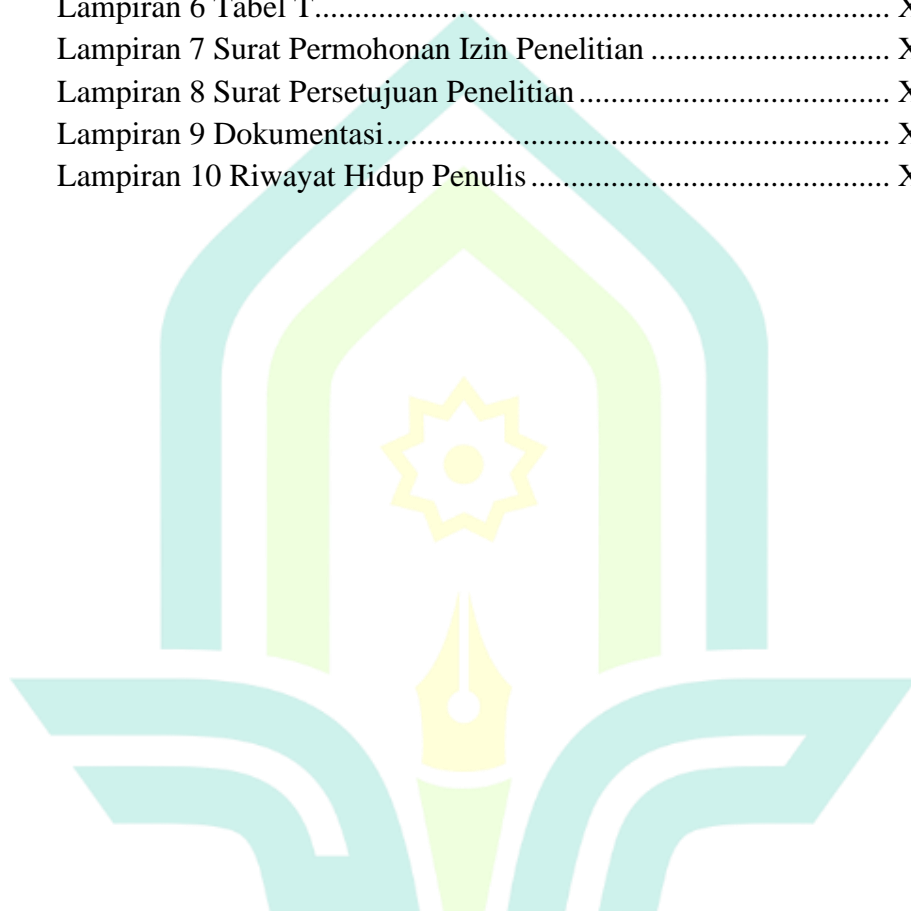 Lampiran 6 Tabel T........................................................................ X
Lampiran 7 Surat Permohonan Izin Penelitian ............................. X
Lampiran 8 Surat Persetujuan Penelitian ...................................... X
Lampiran 9 Dokumentasi.............................................................. X
Lampiran 10 Riwayat Hidup Penulis ............................................ X